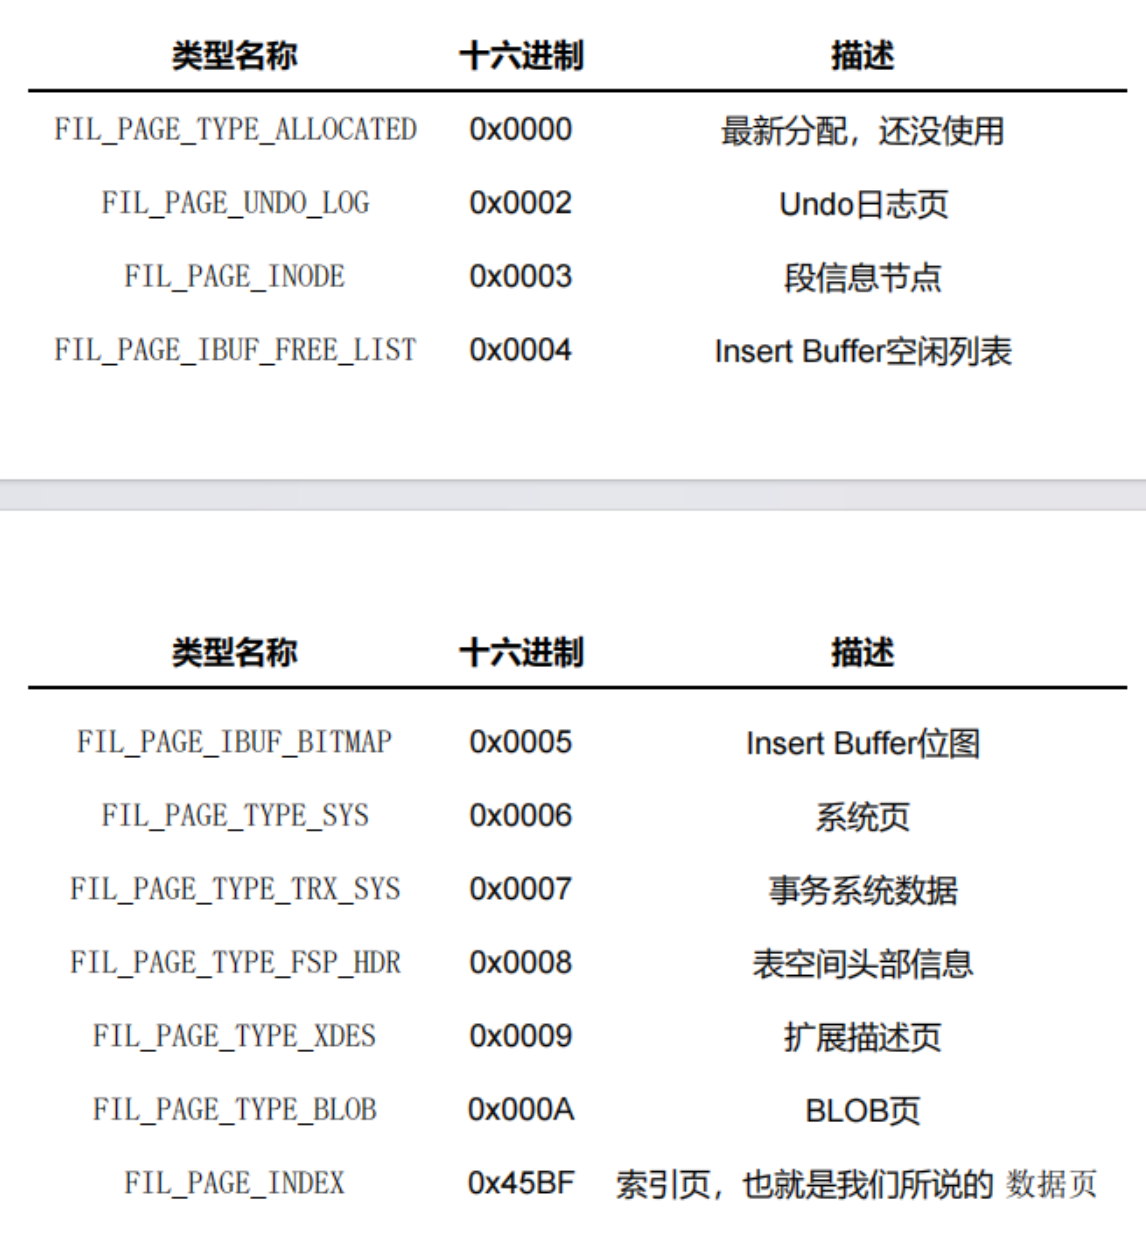 类型名称 十六进制 描述
FIL_PAGE_TYPE_ALLOCATED 0x0000 最新分配，还没使用
FIL_PAGE_UNDO_LOG 0x0002 Undo日志页
FIL_PAGE_INODE 0x0003 段信息节点
FIL_PAGE_IBUF_FREE_LIST 0x0004 Insert Buffer空闲列表
类型名称 十六进制 描述
FIL_PAGE_IBUF_BITMAP 0x0005 Insert Buffer位图
FIL_PAGE_TYPE_SYS 0x0006 系统页
FIL_PAGE_TYPE_TRX_SYS 0x0007 事务系统数据
FIL_PAGE_TYPE_FSP_HDR 0x0008 表空间头部信息
FIL_PAGE_TYPE_XDES 0x0009 扩展描述页
FIL_PAGE_TYPE_BLOB 0x000A BLOB页
FIL_PAGE_INDEX 0x45BF 索引页，也就是我们所说的 数据页